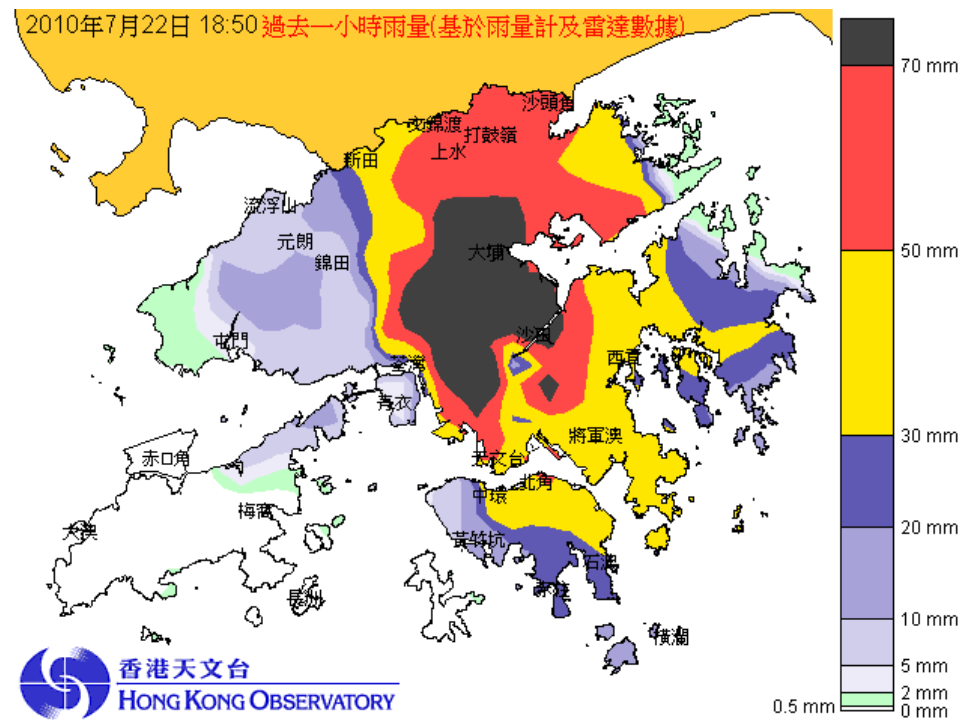 2010年7月22日 18:50 過去一小時雨量(基於雨量計及雷達數據)
70 mm
沙頭角
文錦渡
打鼓嶺
上水
新田
流浮山
元朗
大埔
50 mm
錦田
沙田
屯門
西貢
荃灣
青衣
將軍澳
30 mm
赤口角
天文台
北角
中環
梅窩
20 mm
大澳
黃竹坑
石澳
赤柱
長洲
10 mm
橫瀾
5 mm
2 mm
0.5 mm
0 mm
香港天文台
HONG KONG OBSERVATORY